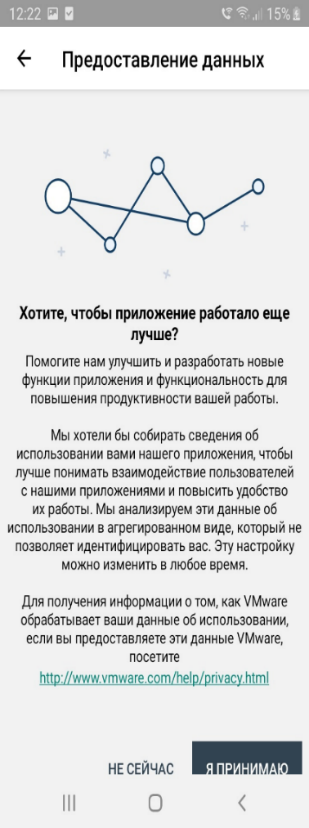 12:22 15%
Предоставление данных
Хотите, чтобы приложение работало еще
лучше?
Помогите нам улучшить и разработать новые
функции приложения и функциональность для
повышения продуктивности вашей работы.
Мы хотели бы собирать сведения об
использовании вами нашего приложения, чтобы
лучше понимать взаимодействие пользователей
с нашими приложениями и повысить удобство
их работы. Мы анализируем эти данные об
использовании в агрегированном виде, который не
позволяет идентифицировать вас. Эту настройку
можно изменить в любое время.
Для получения информации о том, как VMware
обрабатывает ваши данные об использовании,
если вы предоставляете эти данные VMware,
посетите
http://www.vmware.com/help/privacy.html
НЕ СЕЙЧАС Я ПРИНИМАЮ